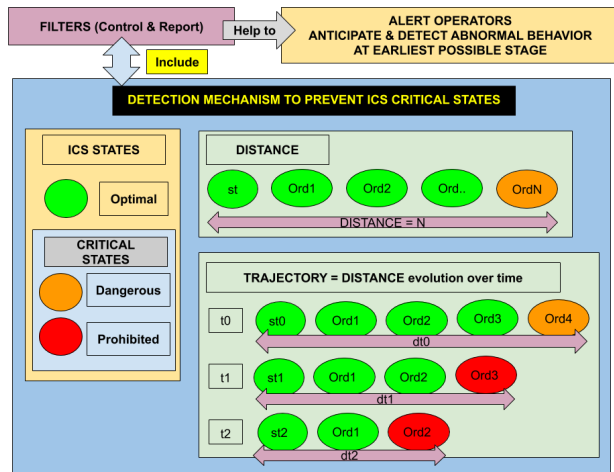 FILTERS (Control & Report)
Help to
ALERT OPERATORS
ANTICIPATE & DETECT ABNORMAL BEHAVIOR
AT EARLIEST POSSIBLE STAGE
Include
DETECTION MECHANISM TO PREVENT ICS CRITICAL STATES
ICS STATES
Optimal
CRITICAL
STATES
Dangerous
Prohibited
DISTANCE
st Ord1 Ord2 Ord.. OrdN
DISTANCE = N
TRAJECTORY = DISTANCE evolution over time
t0 st0 Ord1 Ord2 Ord3 Ord4
dt0
t1 st1 Ord1 Ord2 Ord3
dt1
t2 st2 Ord1 Ord2
dt2